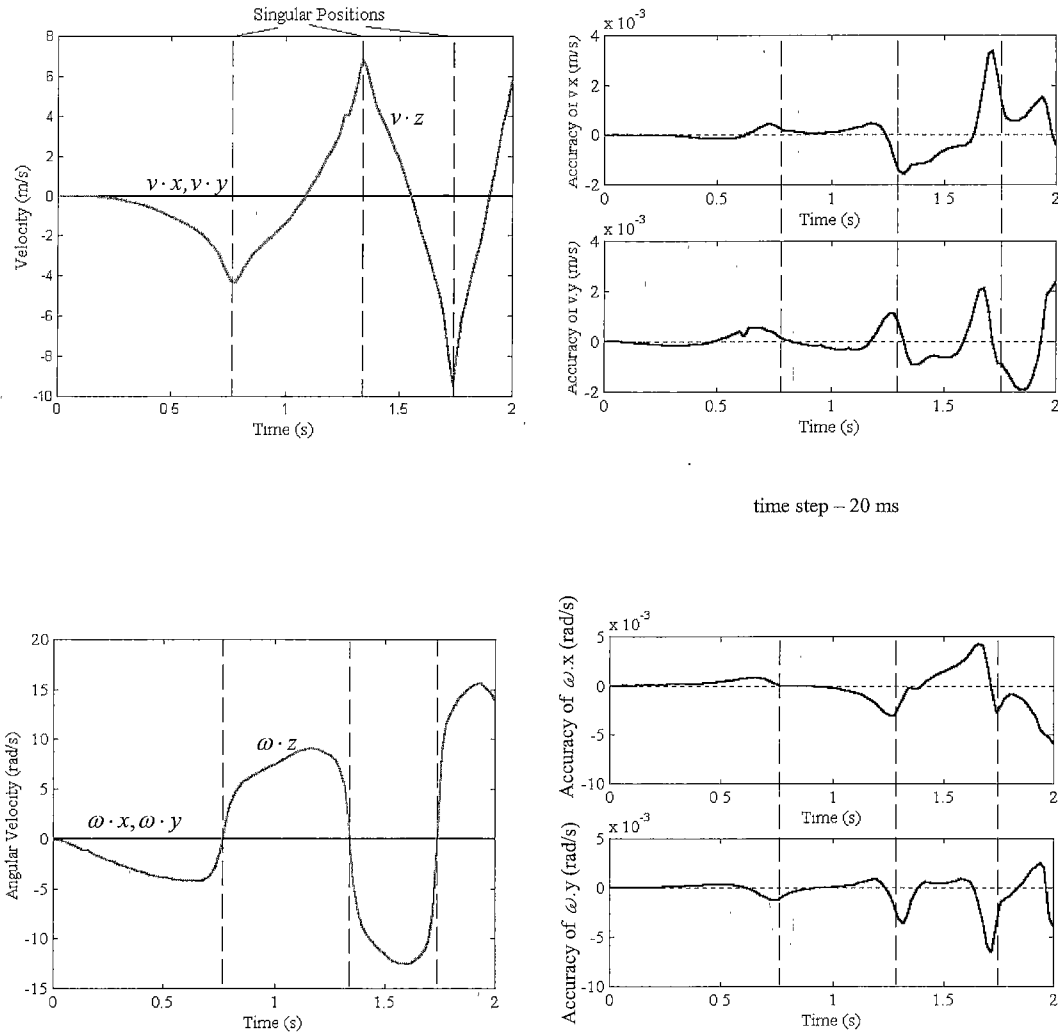 Singular Positions
8
6
4
2
0
-2
-4
-6
-8
-10
Velocity (m/s)
v · x, v · y
v · z
0 0.5 1 1.5 2
Time (s)
x 10⁻³
4
2
0
-2
Accuracy of v.x (m/s)
0 0.5 1 1.5 2
Time (s)
x 10⁻³
4
2
0
-2
Accuracy of v.y (m/s)
0 0.5 1 1.5 2
Time (s)
time step – 20 ms
20
15
10
5
0
-5
-10
-15
Angular Velocity (rad/s)
ω · x, ω · y
ω · z
0 0.5 1 1.5 2
Time (s)
x 10⁻³
5
0
-5
-10
Accuracy of ω.x (rad/s)
0 0 5 1 1.5 2
Time (s)
x 10⁻³
5
0
-5
-10
Accuracy of ω.y (rad/s)
0 0 5 1 1.5 2
Time (s)